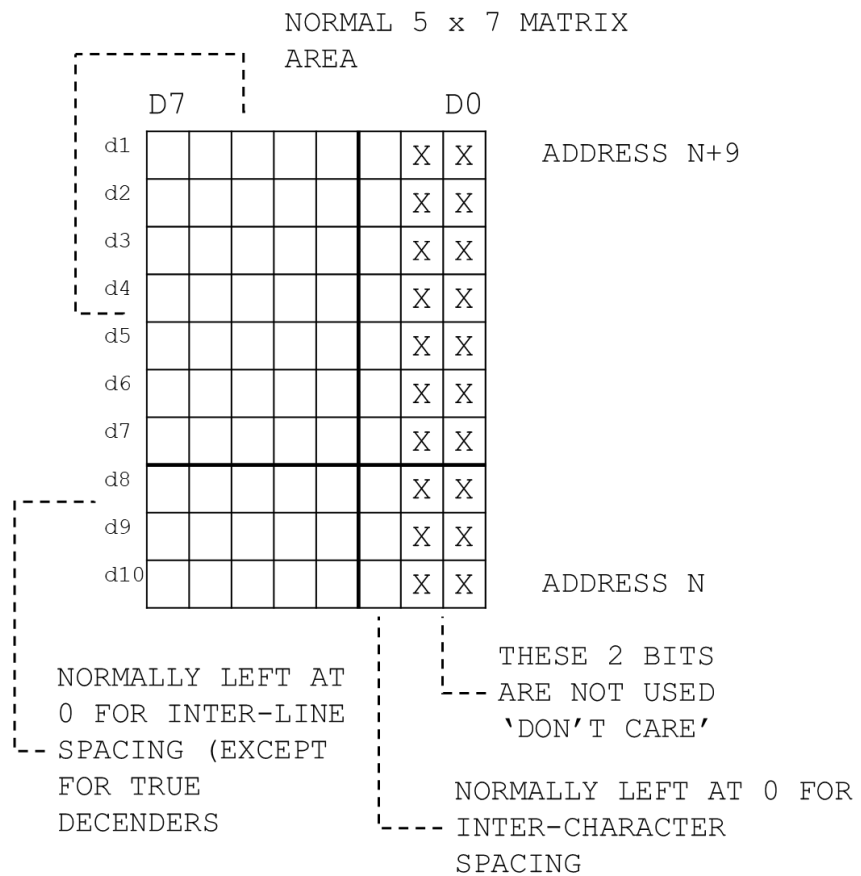 NORMAL 5 x 7 MATRIX
AREA
D7 D0
d1 X X ADDRESS N+9
d2 X X
d3 X X
d4 X X
d5 X X
d6 X X
d7 X X
d8 X X
d9 X X
d10 X X ADDRESS N
THESE 2 BITS
ARE NOT USED
‘DON’T CARE’
NORMALLY LEFT AT
0 FOR INTER-LINE
SPACING (EXCEPT
FOR TRUE
DECENDERS
NORMALLY LEFT AT 0 FOR
INTER-CHARACTER
SPACING